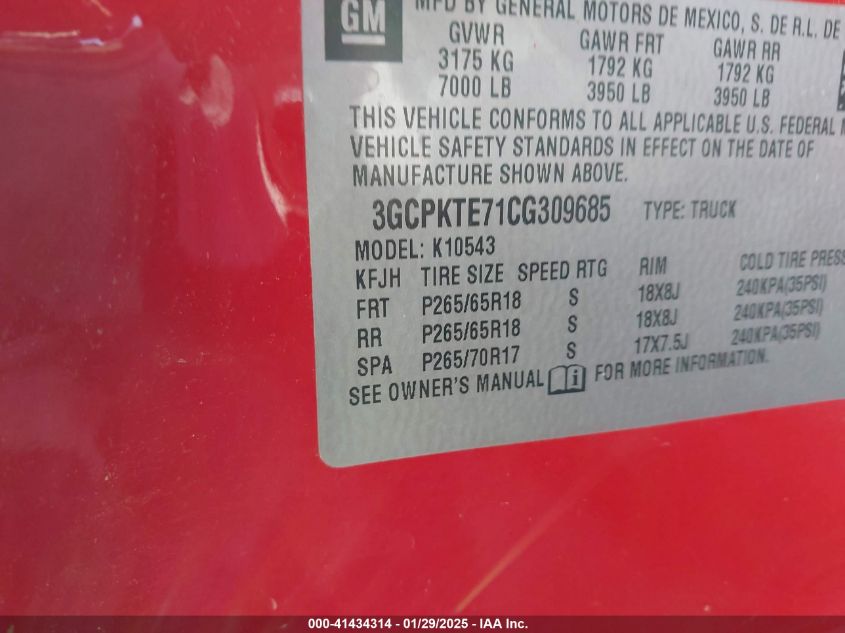 GM
MFD BY GENERAL MOTORS DE MEXICO, S. DE R.L. DE
GVWR GAWR FRT GAWR RR
3175 KG 1792 KG 1792 KG
7000 LB 3950 LB 3950 LB
THIS VEHICLE CONFORMS TO ALL APPLICABLE U.S. FEDERAL
VEHICLE SAFETY STANDARDS IN EFFECT ON THE DATE OF
MANUFACTURE SHOWN ABOVE.
3GCPKTE71CG309685 TYPE: TRUCK
MODEL: K10543
KFJH TIRE SIZE SPEED RTG RIM COLD TIRE PRESS
FRT P265/65R18 S 18X8J 240KPA(35PSI)
RR P265/65R18 S 18X8J 240KPA(35PSI)
SPA P265/70R17 S 17X7.5J 240KPA(35PSI)
SEE OWNER'S MANUAL FOR MORE INFORMATION.
000-41434314 | 01/29/2025 - IAA Inc.